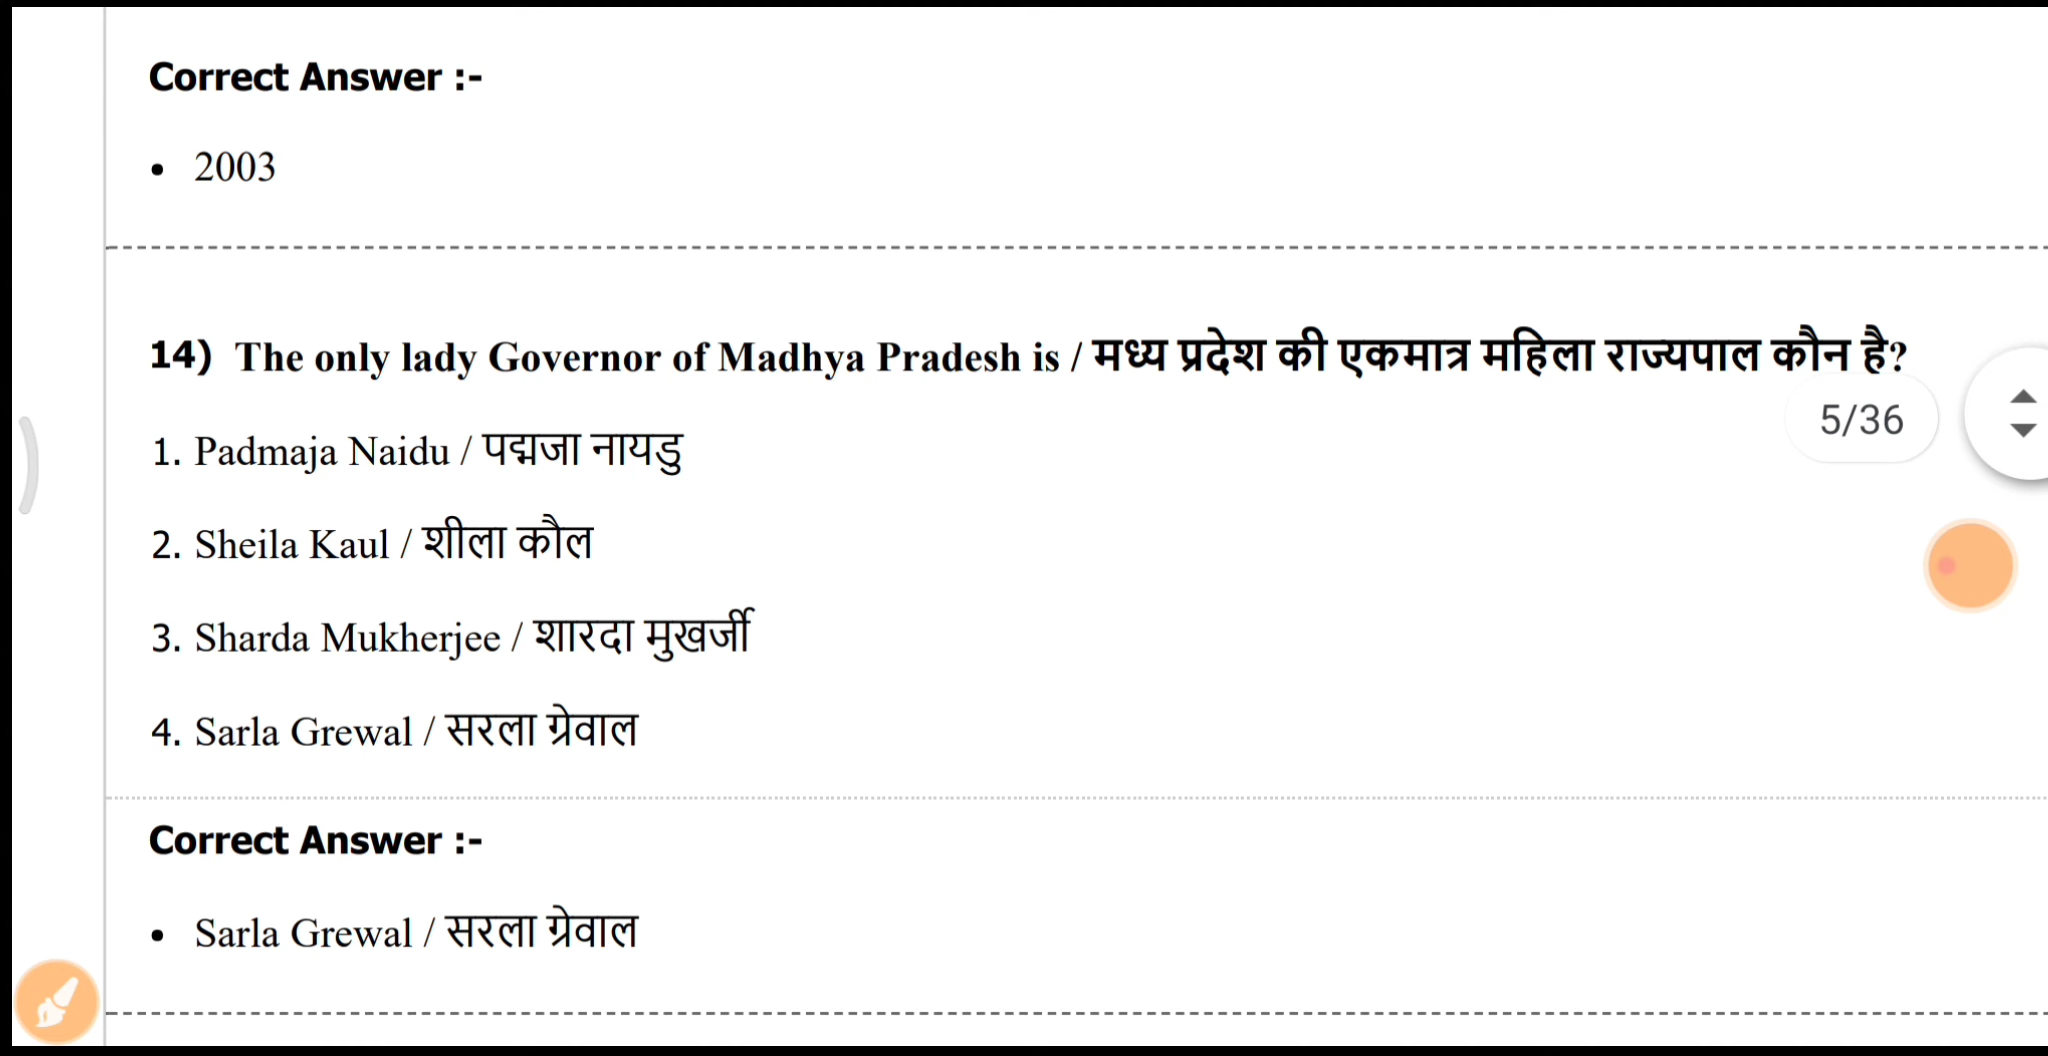 Correct Answer :-
• 2003
14) The only lady Governor of Madhya Pradesh is / मध्य प्रदेश की एकमात्र महिला राज्यपाल कौन है?
5/36
1. Padmaja Naidu / पद्मजा नायडु
2. Sheila Kaul / शीला कौल
3. Sharda Mukherjee / शारदा मुखर्जी
4. Sarla Grewal / सरला ग्रेवाल
Correct Answer :-
• Sarla Grewal / सरला ग्रेवाल